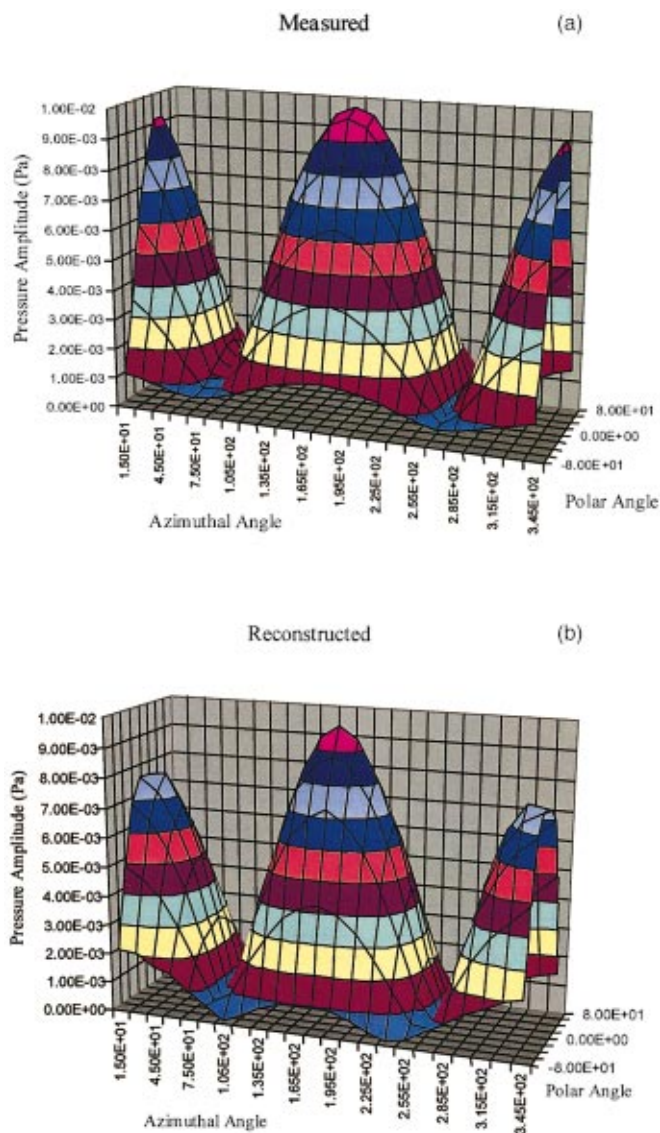 Measured
(a)
1.00E-02
9.00E-03
8.00E-03
7.00E-03
6.00E-03
5.00E-03
4.00E-03
3.00E-03
2.00E-03
1.00E-03
0.00E+00
Pressure Amplitude (Pa)
1.50E+01
4.50E+01
7.50E+01
1.05E+02
1.35E+02
1.65E+02
1.95E+02
2.25E+02
2.55E+02
2.85E+02
3.15E+02
3.45E+02
Azimuthal Angle
8.00E+01
0.00E+00
-8.00E+01
Polar Angle
Reconstructed
(b)
1.00E-02
9.00E-03
8.00E-03
7.00E-03
6.00E-03
5.00E-03
4.00E-03
3.00E-03
2.00E-03
1.00E-03
0.00E+00
Pressure Amplitude (Pa)
1.50E+01
4.50E+01
7.50E+01
1.05E+02
1.35E+02
1.65E+02
1.95E+02
2.25E+02
2.55E+02
2.85E+02
3.15E+02
3.45E+02
Azimuthal Angle
8.00E+01
0.00E+00
-8.00E+01
Polar Angle